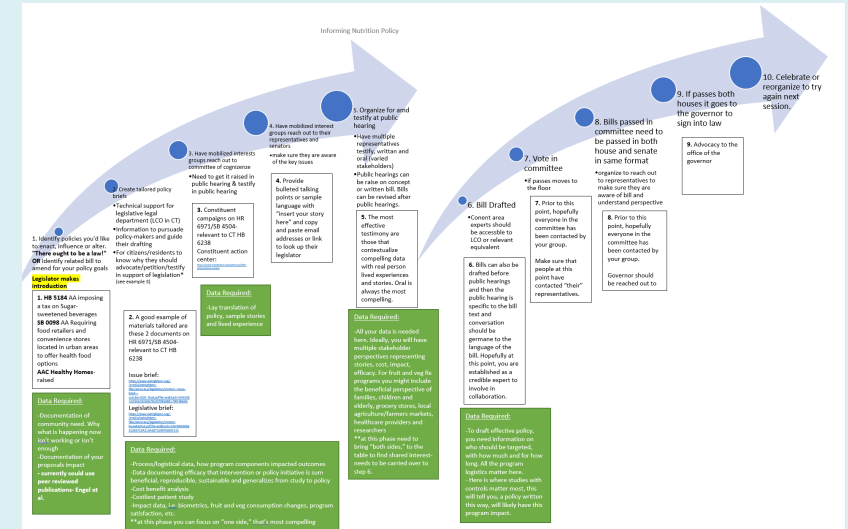 Informing Nutrition Policy
1. Identify policies you'd like
to enact, influence or alter.
"There ought to be a law!"
OR identify related bill to
amend for your policy goals
Legislator makes
introduction
1. HB 5184 AA imposing
a tax on Sugar-
sweetened beverages
SB 0098 AA Requiring
food retailers and
convenience stores
located in urban areas
to offer health food
options
AAC Healthy Homes-
raised
Data Required:
-Documentation of
community need. Why
what is happening now
isn't working or isn't
enough
-Documentation of your
proposals impact
- currently could use
peer reviewed
publications- Engel et
al.
2. Create tailored policy
briefs
•Technical support for
legislative legal
department (LCO in CT)
•Information to pursuade
policy-makers and guide
their drafting
•For citizens/residents to
know why they should
advocate/petition/testify
in support of legislation*
(see example 3)
2. A good example of
materials tailored are
these 2 documents on
HR 6971/SB 4504-
relevant to CT HB
6238
Issue brief:
Legislative brief:
Data Required:
-Process/logistical data, how program components impacted outcomes
-Data documenting efficacy that intervention or policy initiative is sum
beneficial, reproducible, sustainable and generalizes from study to policy
-Cost benefit analysis
-Costliest patient study
-Impact data, i.e. biometrics, fruit and veg consumption changes, program
satisfaction, etc.
**at this phase you can focus on "one side," that's most compelling
3. Have mobilized interests
groups reach out to
committee of cognizenze
•Need to get it raised in
public hearing & testify
in public
3. Constituent
campaigns on HR
6971/SB 4504-
relevant to CT HB
6238
Constituent action
center:
Data Required:
-Lay translation of
policy, sample stories
and lived experience
4. Have mobilized interest
groups reach out to their
representatives and
senators
•make sure they are aware
of the key issues
4. Provide
bulleted talking
points or sample
language with
"insert your story
here" and copy
and paste email
addresses or link
to look up their
legislator
5. Organize for amd
testify at public
hearing
•Have multiple
representatives
testify, writtan and
oral (varied
stakeholders)
•Public hearings can
be raise on concept
or written bill. Bills
can be revised after
public hearings.
5. The most
effective
testimony are
those that
contextualize
compelling data
with real person
lived experiences
and stories. Oral is
always the most
compelling.
Data Required:
-All your data is needed
here. Ideally, you will have
multiple stakeholder
perspectives representing
stories, cost, impact,
efficacy. For fruit and veg Rx
programs you might include
the beneficial perspective of
families, children and
elderly, grocery stores, local
agriculture/farmers markets,
healthcare providers and
researchers
**at this phase need to
bring "both sides," to the
table to find shared interest-
needs to be carried over to
step 6.
6. Bill Drafted
•Conent area
experts should
be accessible to
LCO or relevant
equivalent
6. Bills can also be
drafted before
public hearings
and then the
public hearing is
specific to the bill
text and
conversation
should be
germane to the
language of the
bill. Hopefully at
this point, you are
established as a
credible expert to
involve in
collaboration.
Data Required:
-To draft effective policy,
you need information on
who should be targeted,
with how much and for how
long. All the program
logistics matter here.
- Here is where studies with
controls matter most, this
will tell you, a policy written
this way, will likely have this
program impact.
7. Vote in
committee
•if passes moves to
the floor
7. Prior to this
point, hopefully
everyone in the
committee has
been contacted by
your group.
Make sure that
people at this
point have
contacted "their"
representatives.
8. Bills passed in
committee need to
be passed in both
house and senate
in same format
•organize to reach out
to representatives to
make sure they are
aware of bill and
understand perspective
8. Prior to this
point, hopefully
everyone in the
committee has
been contacted by
your group.
Governor should
be reached out to
9. If passes both
houses it goes to
the governor to
sign into law
9. Advocacy to the
office of the
governor
10. Celebrate or
reorganize to try
again next
session.